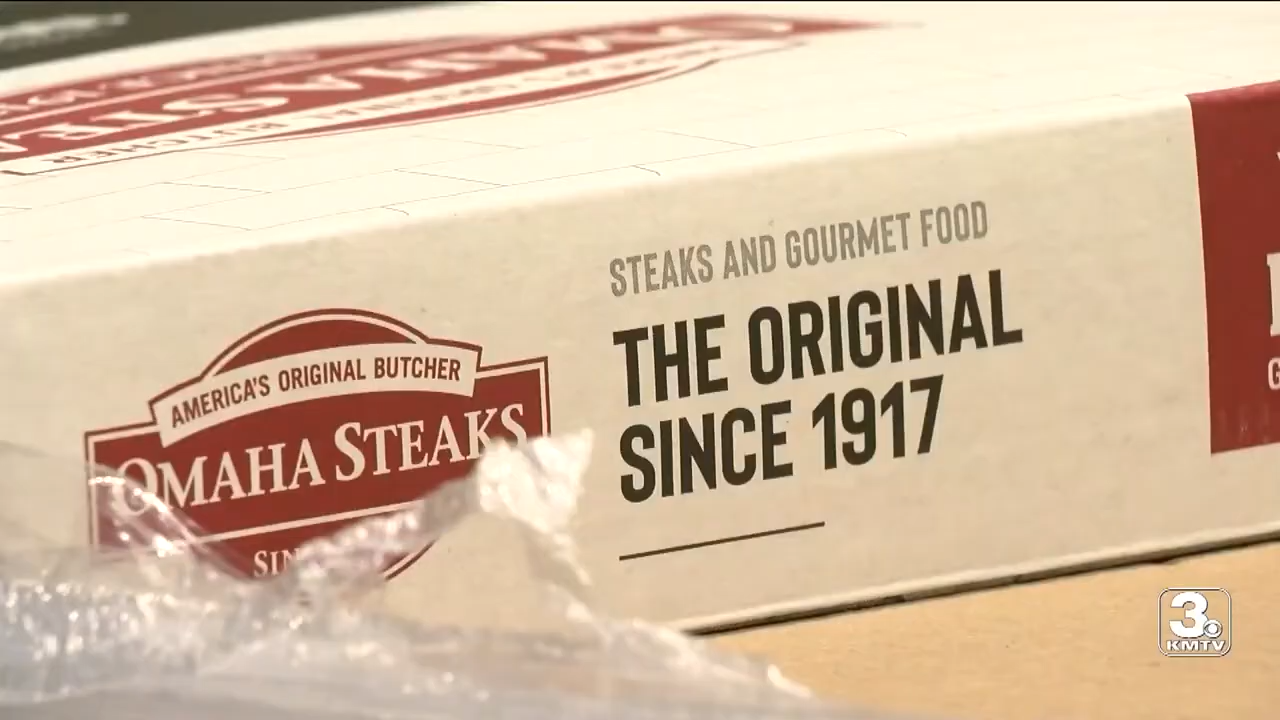 STEAKS AND GOURMET FOOD
THE ORIGINAL
SINCE 1917
AMERICA'S ORIGINAL BUTCHER
OMAHA STEAKS
3
KMTV